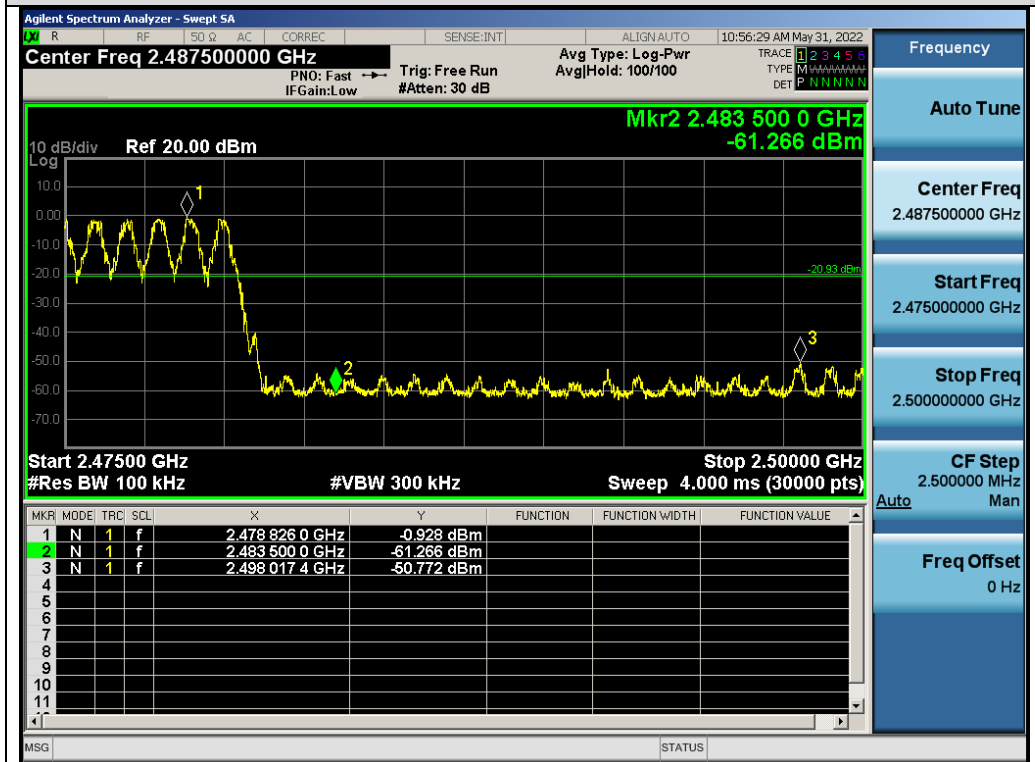 Agilent Spectrum Analyzer - Swept SA
LXI R RF 50 Ω AC CORREC SENSE:INT ALIGN AUTO 10:56:29 AM May 31, 2022
Center Freq 2.487500000 GHz
PNO: Fast
IFGain:Low
Trig: Free Run
#Atten: 30 dB
Avg Type: Log-Pwr
Avg|Hold: 100/100
TRACE 1 2 3 4 5 6
TYPE M
DET P N N N N N
Mkr2 2.483 500 0 GHz
-61.266 dBm
10 dB/div Ref 20.00 dBm
Log
10.0
0.00
-10.0
-20.0
-30.0
-40.0
-50.0
-60.0
-70.0
-20.93 dBm
1
2
3
Start 2.47500 GHz Stop 2.50000 GHz
#Res BW 100 kHz #VBW 300 kHz Sweep 4.000 ms (30000 pts)
MKR MODE TRC SCL X Y FUNCTION FUNCTION WIDTH FUNCTION VALUE
1 N 1 f 2.478 826 0 GHz -0.928 dBm
2 N 1 f 2.483 500 0 GHz -61.266 dBm
3 N 1 f 2.498 017 4 GHz -50.772 dBm
4
5
6
7
8
9
10
11
MSG STATUS
Frequency
Auto Tune
Center Freq
2.487500000 GHz
Start Freq
2.475000000 GHz
Stop Freq
2.500000000 GHz
CF Step
2.500000 MHz
Auto Man
Freq Offset
0 Hz